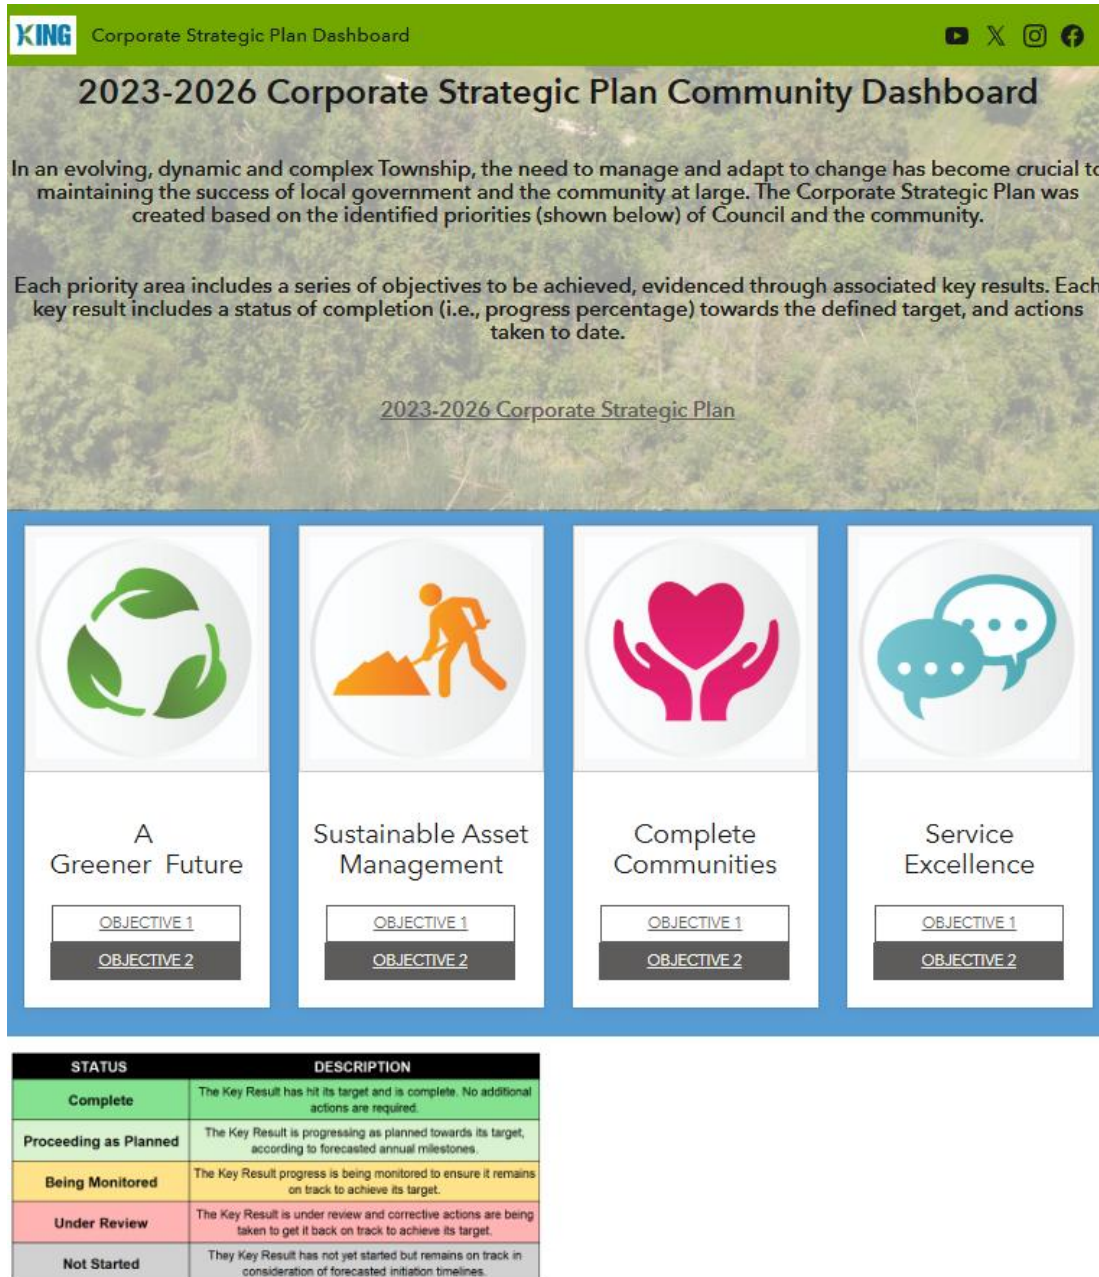 KING
Corporate Strategic Plan Dashboard
2023-2026 Corporate Strategic Plan Community Dashboard
In an evolving, dynamic and complex Township, the need to manage and adapt to change has become crucial to
maintaining the success of local government and the community at large. The Corporate Strategic Plan was
created based on the identified priorities (shown below) of Council and the community.
Each priority area includes a series of objectives to be achieved, evidenced through associated key results. Each
key result includes a status of completion (i.e., progress percentage) towards the defined target, and actions
taken to date.
2023-2026 Corporate Strategic Plan
A
Greener Future
OBJECTIVE 1
OBJECTIVE 2
Sustainable Asset
Management
OBJECTIVE 1
OBJECTIVE 2
Complete
Communities
OBJECTIVE 1
OBJECTIVE 2
Service
Excellence
OBJECTIVE 1
OBJECTIVE 2
STATUS DESCRIPTION
Complete
The Key Result has hit its target and is complete. No additional
actions are required.
Proceeding as Planned
The Key Result is progressing as planned towards its target,
according to forecasted annual milestones.
Being Monitored
The Key Result progress is being monitored to ensure it remains
on track to achieve its target.
Under Review
The Key Result is under review and corrective actions are being
taken to get it back on track to achieve its target.
Not Started
They Key Result has not yet started but remains on track in
consideration of forecasted initiation timelines.